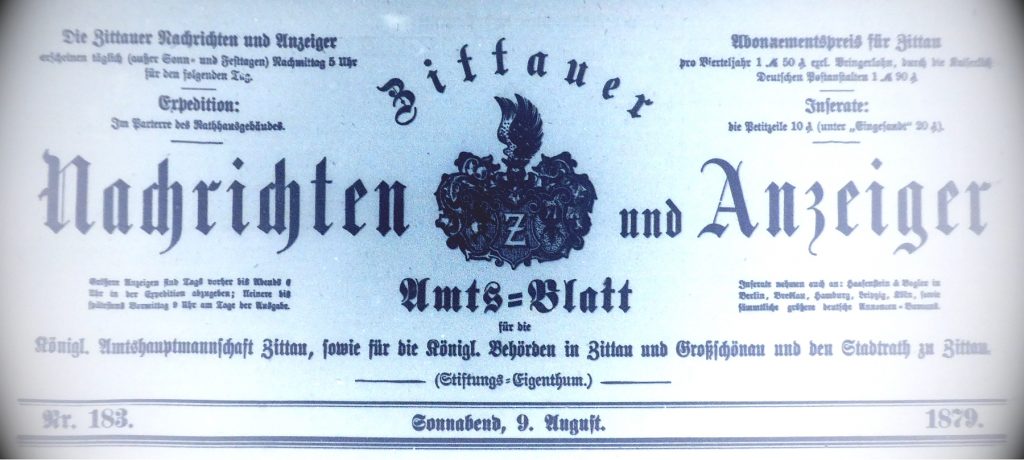 Die Zittauer Nachrichten und Anzeiger
erscheinen täglich (außer Sonn- und Festtagen) Nachmittag 5 Uhr
für den folgenden Tag.
Expedition:
Im Parterre des Rathhausgebäudes.
Zittauer
Abonnementspreis für Zittau
pro Vierteljahr 1 ℳ 50 ₰ excl. Bringerlohn, durch die Kaiserlich
Deutschen Postanstalten 1 ℳ 90 ₰
Inserate:
die Petitzeile 10 ₰ (unter „Eingesandt“ 20 ₰).
Nachrichten und Anzeiger
Z
Größere Anzeigen sind Tags vorher bis Abends 6
Uhr in der Expedition abzugeben; kleinere bis
spätestens Vormittag 9 Uhr am Tage der Ausgabe.
Amts-Blatt
Inserate nehmen auch an: Haasenstein & Vogler in
Berlin, Breslau, Hamburg, Leipzig, Köln, sowie
sämmtliche größere deutsche Annoncen-Bureaus.
für die
Königl. Amtshauptmannschaft Zittau, sowie für die Königl. Behörden in Zittau und Großschönau und den Stadtrath zu Zittau.
(Stiftungs-Eigenthum.)
Nr. 183. Sonnabend, 9. August. 1879.